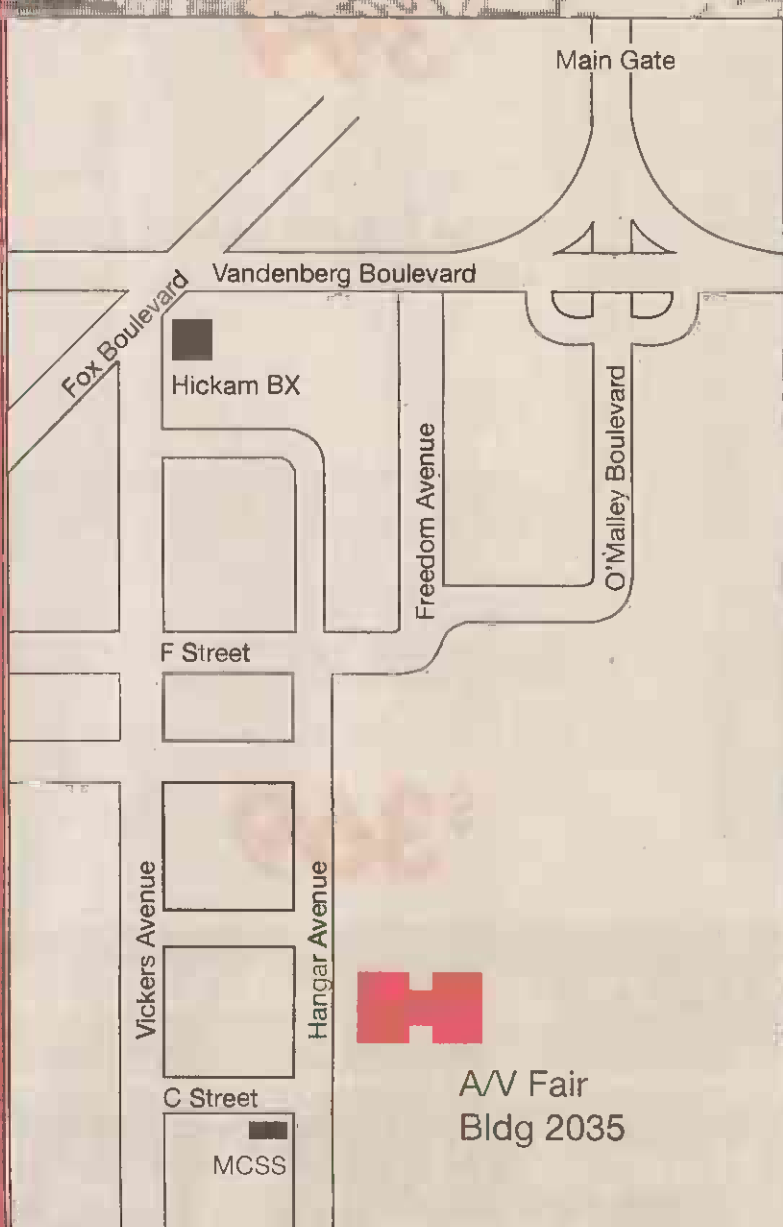 Main Gate
Vandenberg Boulevard
Fox Boulevard
Hickam BX
Freedom Avenue
O'Malley Boulevard
F Street
Vickers Avenue
Hangar Avenue
A/V Fair
Bldg 2035
C Street
MCSS